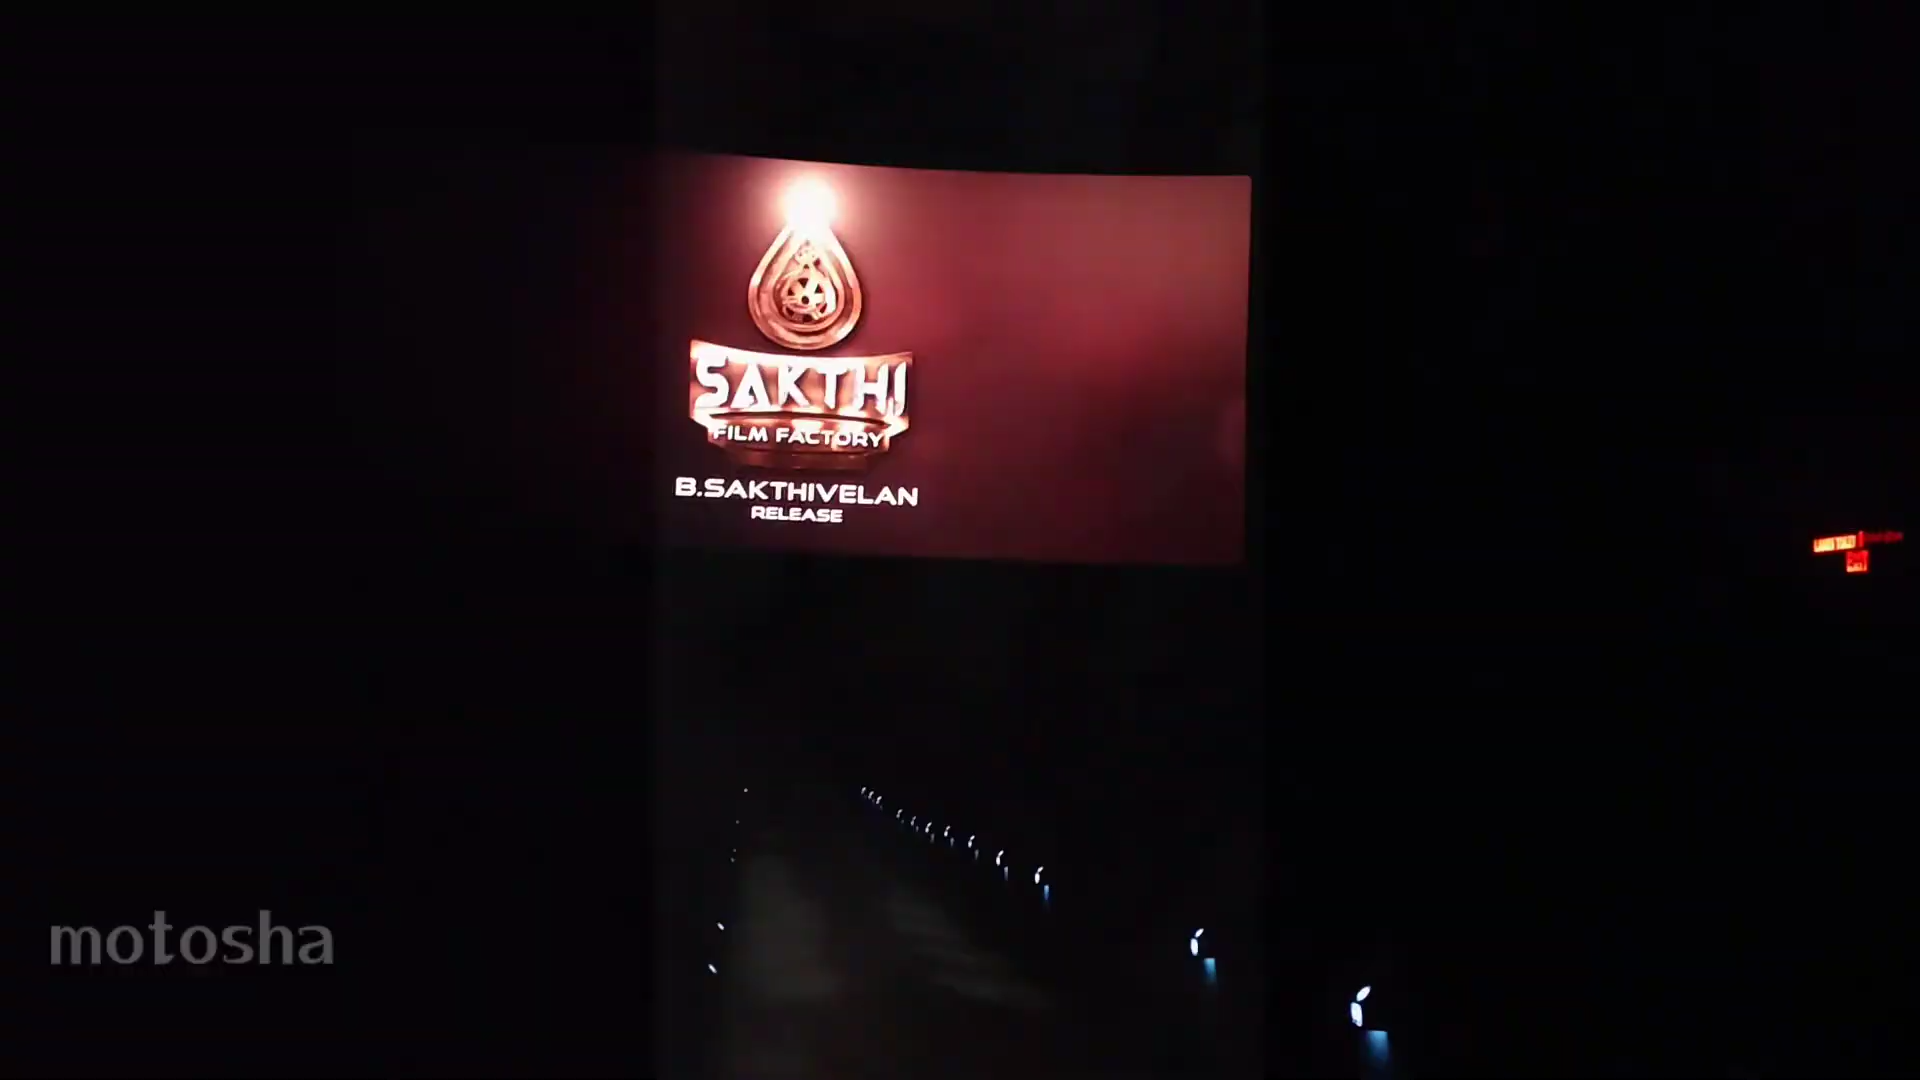 SAKTHI
FILM FACTORY
B.SAKTHIVELAN
RELEASE
motosha